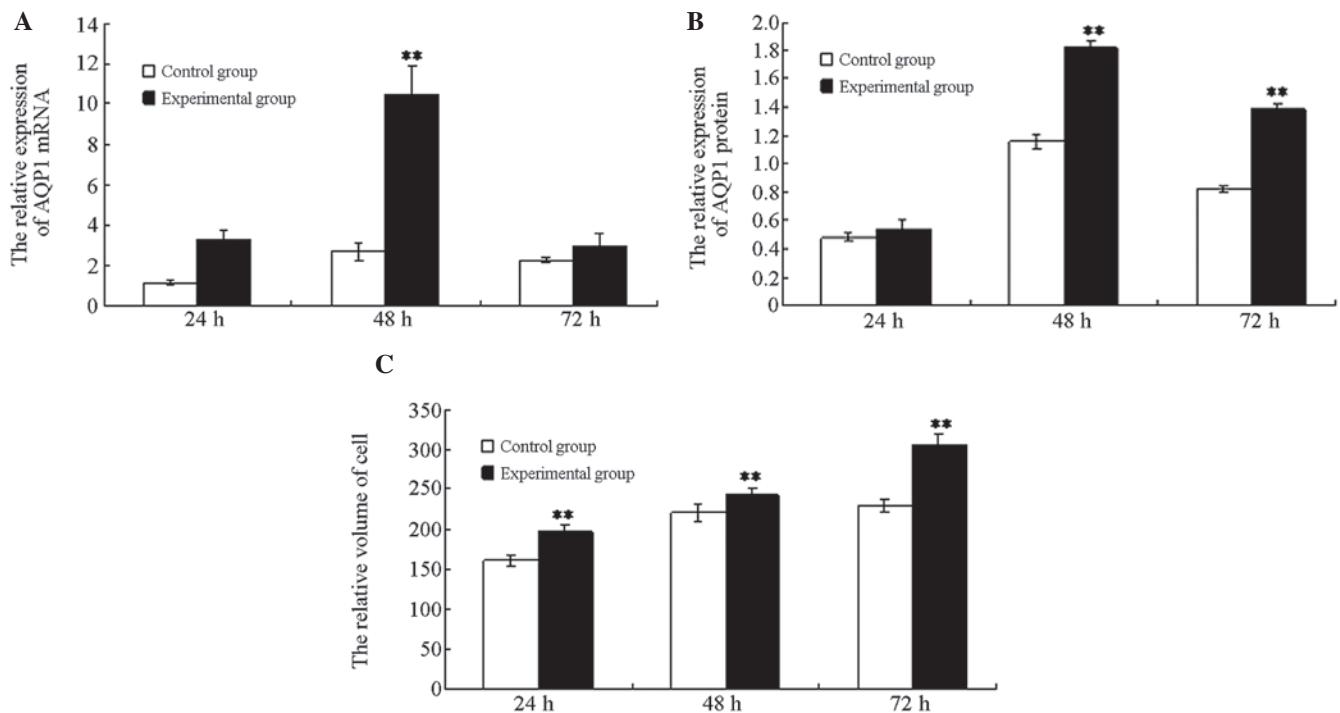 A
The relative expression
of AQP1 mRNA
14
12
10
8
6
4
2
0
Control group
Experimental group
**
24 h
48 h
72 h
B
The relative expression
of AQP1 protein
2.0
1.8
1.6
1.2
1.0
0.8
0.6
0.4
0.2
0
Control group
Experimental group
**
**
24 h
48 h
72 h
C
The relative volume of cell
350
300
250
200
150
100
50
0
Control group
Experimental group
**
**
**
24 h
48 h
72 h